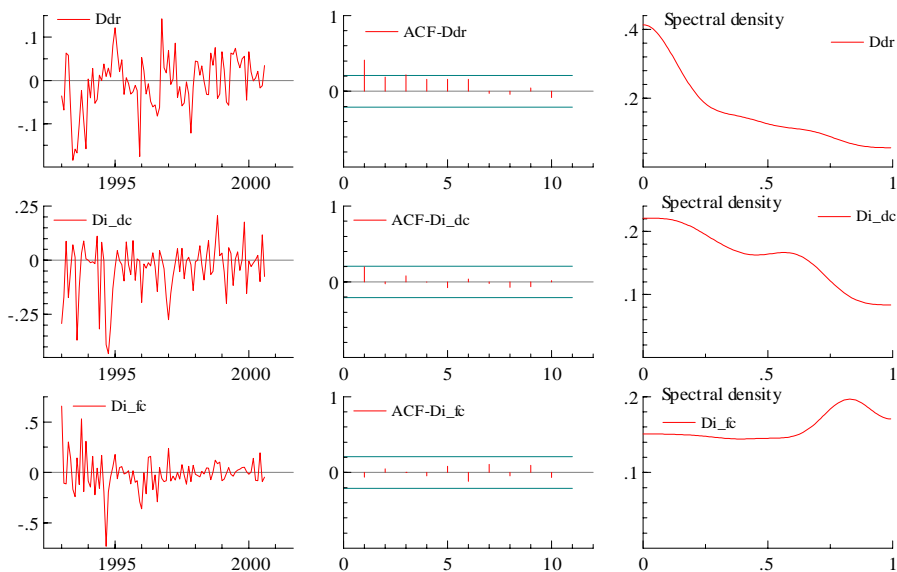 Ddr
.1
0
-.1
1995 2000
ACF-Ddr
1
0
0 5 10
Spectral density
Ddr
.4
.2
0 .5 1
Di_dc
.25
0
-.25
1995 2000
ACF-Di_dc
1
0
0 5 10
Spectral density
Di_dc
.2
.1
0 .5 1
Di_fc
.5
0
-.5
1995 2000
ACF-Di_fc
1
0
0 5 10
Spectral density
Di_fc
.2
.1
0 .5 1